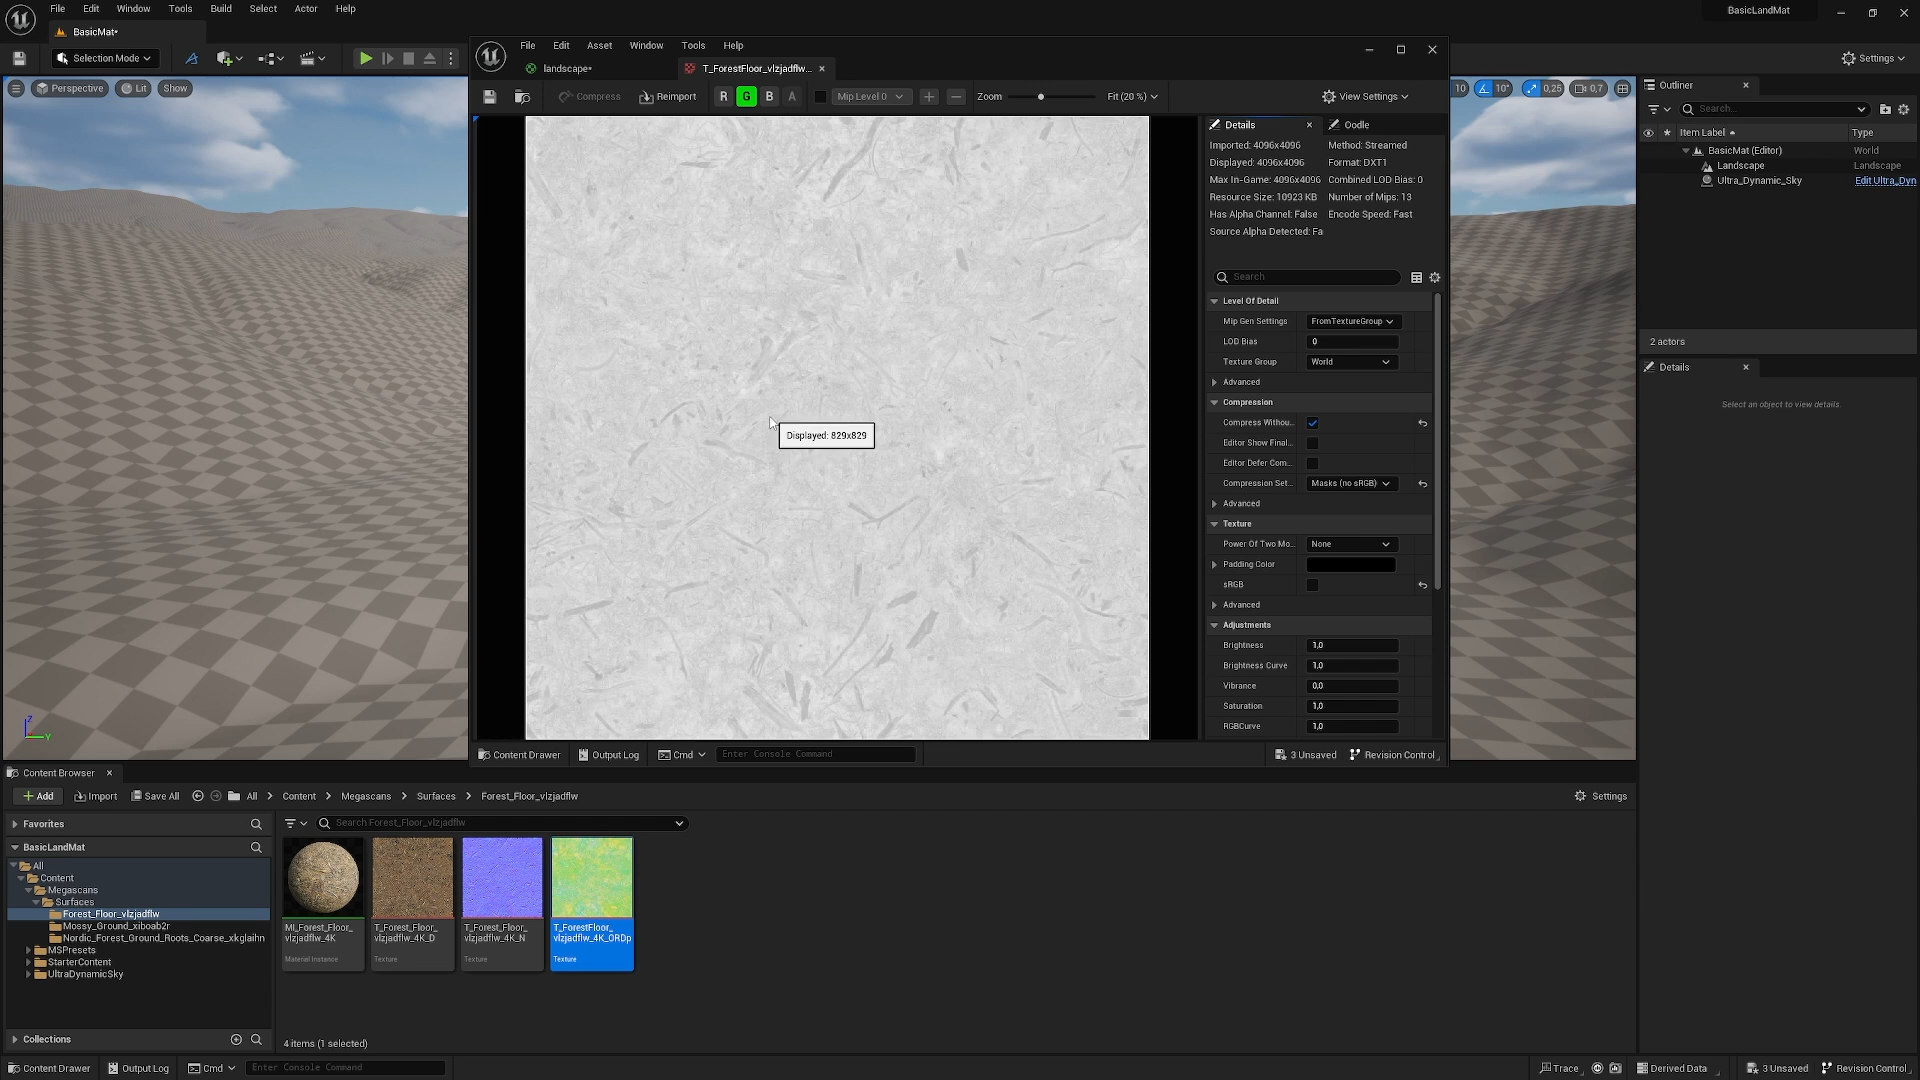 File Edit Window Tools Build Select Actor Help
BasicLandMat
BasicMat*
Selection Mode
Settings
File Edit Asset Window Tools Help
landscape*
T_ForestFloor_vlzjadflw...
Compress
Reimport
R G B A
Mip Level 0
Zoom
Fit (20 %)
View Settings
Perspective
Lit
Show
10
10°
0,25
0,7
Outliner
Search...
Item Label
Type
BasicMat (Editor)
World
Landscape
Landscape
Ultra_Dynamic_Sky
Edit Ultra_Dyn
2 actors
Details
Select an object to view details.
Details
Oodle
Imported: 4096x4096
Method: Streamed
Displayed: 4096x4096
Format: DXT1
Max In-Game: 4096x4096
Combined LOD Bias: 0
Resource Size: 10923 KB
Number of Mips: 13
Has Alpha Channel: False
Encode Speed: Fast
Source Alpha Detected: Fa
Search
Level Of Detail
Mip Gen Settings
FromTextureGroup
LOD Bias
0
Texture Group
World
Advanced
Compression
Compress Withou...
Editor Show Final...
Editor Defer Com...
Compression Set...
Masks (no sRGB)
Advanced
Texture
Power Of Two Mo...
None
Padding Color
sRGB
Advanced
Adjustments
Brightness
1,0
Brightness Curve
1,0
Vibrance
0,0
Saturation
1,0
RGBCurve
1,0
Displayed: 829x829
Z
Y
Content Drawer
Output Log
Cmd
Enter Console Command
3 Unsaved
Revision Control
Content Browser
Add
Import
Save All
All
Content
Megascans
Surfaces
Forest_Floor_vlzjadflw
Settings
Favorites
Search Forest_Floor_vlzjadflw
BasicLandMat
All
Content
Megascans
Surfaces
Forest_Floor_vlzjadflw
Mossy_Ground_xiboab2r
Nordic_Forest_Ground_Roots_Coarse_xkglaihn
MSPresets
StarterContent
UltraDynamicSky
Collections
MI_Forest_Floor_
vlzjadflw_4K
Material Instance
T_Forest_Floor_
vlzjadflw_4K_D
Texture
T_Forest_Floor_
vlzjadflw_4K_N
Texture
T_ForestFloor_
vlzjadflw_4K_ORDp
Texture
4 items (1 selected)
Content Drawer
Output Log
Cmd
Enter Console Command
Trace
Derived Data
3 Unsaved
Revision Control